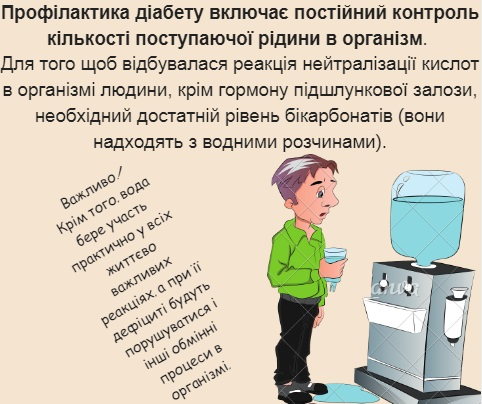 Профілактика діабету включає постійний контроль
кількості поступаючої рідини в організм.
Для того щоб відбувалася реакція нейтралізації кислот
в організмі людини, крім гормону підшлункової залози,
необхідний достатній рівень бікарбонатів (вони
надходять з водними розчинами).
Важливо!
Крім того, вода
бере участь
практично у всіх
життєво
важливих
реакціях, а при її
дефіциті будуть
порушуватися і
інші обмінні
процеси в
організмі.